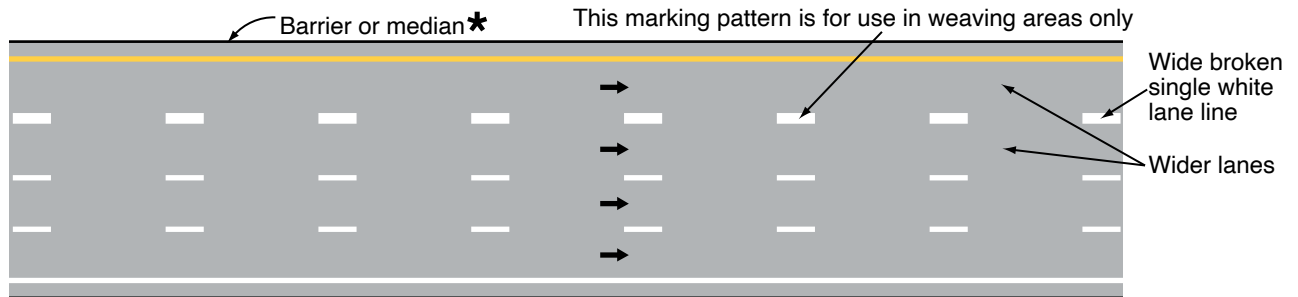 Barrier or median*
This marking pattern is for use in weaving areas only
Wide broken
single white
lane line
Wider lanes